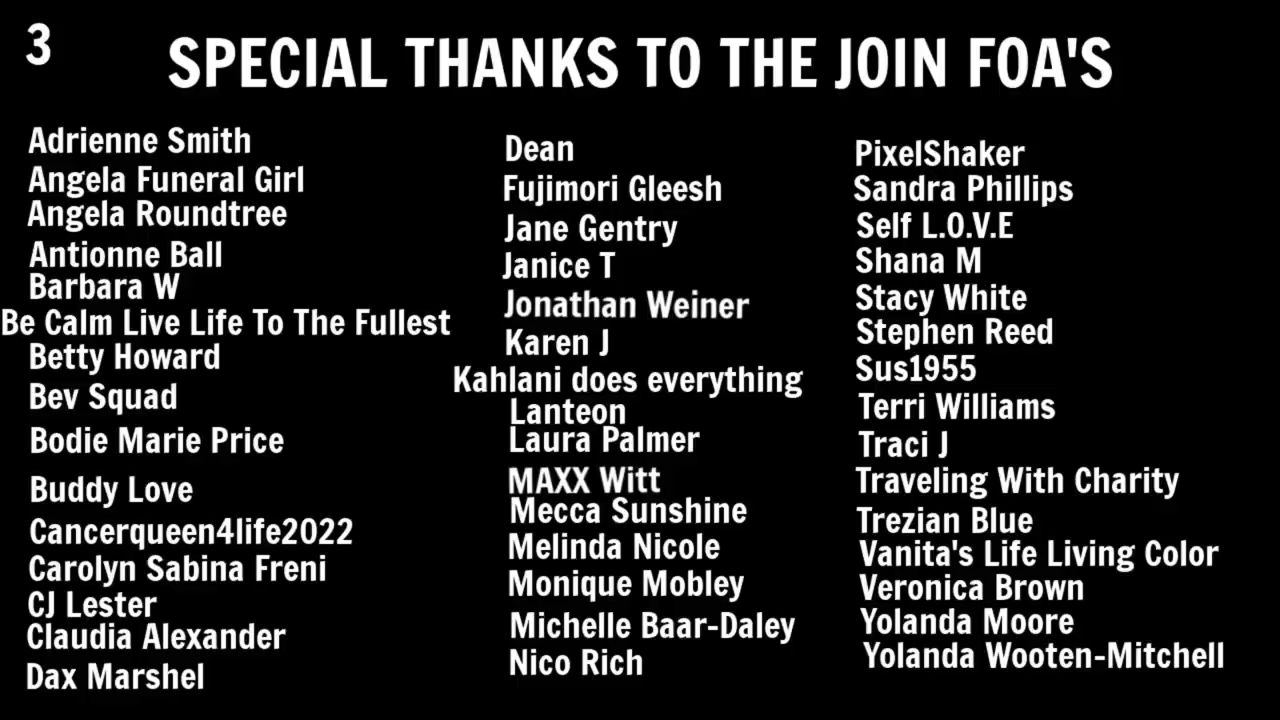 3
SPECIAL THANKS TO THE JOIN FOA'S
Adrienne Smith
Angela Funeral Girl
Angela Roundtree
Antionne Ball
Barbara W
Be Calm Live Life To The Fullest
Betty Howard
Bev Squad
Bodie Marie Price
Buddy Love
Cancerqueen4life2022
Carolyn Sabina Freni
CJ Lester
Claudia Alexander
Dax Marshel
Dean
Fujimori Gleesh
Jane Gentry
Janice T
Jonathan Weiner
Karen J
Kahlani does everything
Lanteon
Laura Palmer
MAXX Witt
Mecca Sunshine
Melinda Nicole
Monique Mobley
Michelle Baar-Daley
Nico Rich
PixelShaker
Sandra Phillips
Self L.O.V.E
Shana M
Stacy White
Stephen Reed
Sus1955
Terri Williams
Traci J
Traveling With Charity
Trezian Blue
Vanita's Life Living Color
Veronica Brown
Yolanda Moore
Yolanda Wooten-Mitchell